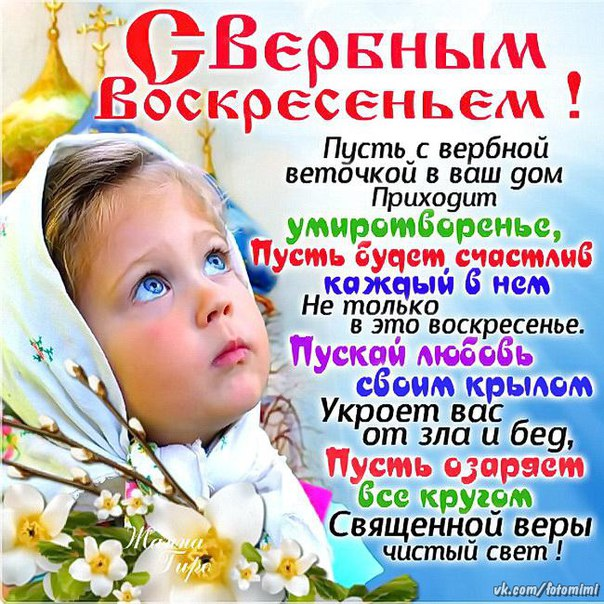 С Вербным
Воскресеньем !
Пусть с вербной
веточкой в ваш дом
Приходит
умиротворенье,
Пусть будет счастлив
каждый в нем
Не только
в это воскресенье.
Пускай любовь
своим крылом
Укроет вас
от зла и бед,
Пусть озаряет
все кругом
Священной веры
чистый свет !
Жанна
vk.com/fotomimi